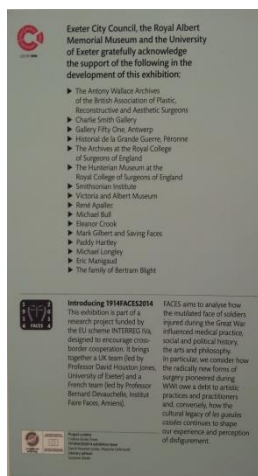 Exeter City Council, the Royal Albert
Memorial Museum and the University
of Exeter gratefully acknowledge
the support of the following in the
development of this exhibition:
▶ The Antony Wallace Archives
of the British Association of Plastic,
Reconstructive and Aesthetic Surgeons
▶ Charlie Smith Gallery
▶ Gallery Fifty One, Antwerp
▶ Historial de la Grande Guerre, Péronne
▶ The Archives at the Royal College
of Surgeons of England
▶ The Hunterian Museum at the
Royal College of Surgeons of England
▶ Smithsonian Institute
▶ Victoria and Albert Museum
▶ René Apallec
▶ Michael Bull
▶ Eleanor Crook
▶ Mark Gilbert and Saving Faces
▶ Paddy Hartley
▶ Michael Longley
▶ Eric Manigaud
▶ The family of Bertram Blight
FACES
Introducing 1914FACES2014
This exhibition is part of a
research project funded by
the EU scheme INTERREG IVa,
designed to encourage cross-
border cooperation. It brings
together a UK team (led by
Professor David Houston Jones,
University of Exeter) and a
French team (led by Professor
Bernard Devauchelle, Institut
Faire Faces, Amiens).
FACES aim to analyse how
the mutilated face of soldiers
injured during the Great War
influenced medical practice,
social and political history,
the arts and philosophy.
In particular, we consider how
the radically new forms of
surgery pioneered during
WWI owe a debt to artistic
practices and practitioners
and, conversely, how the
cultural legacy of les gueules
cassées continues to shape
our experience and perception
of disfigurement.